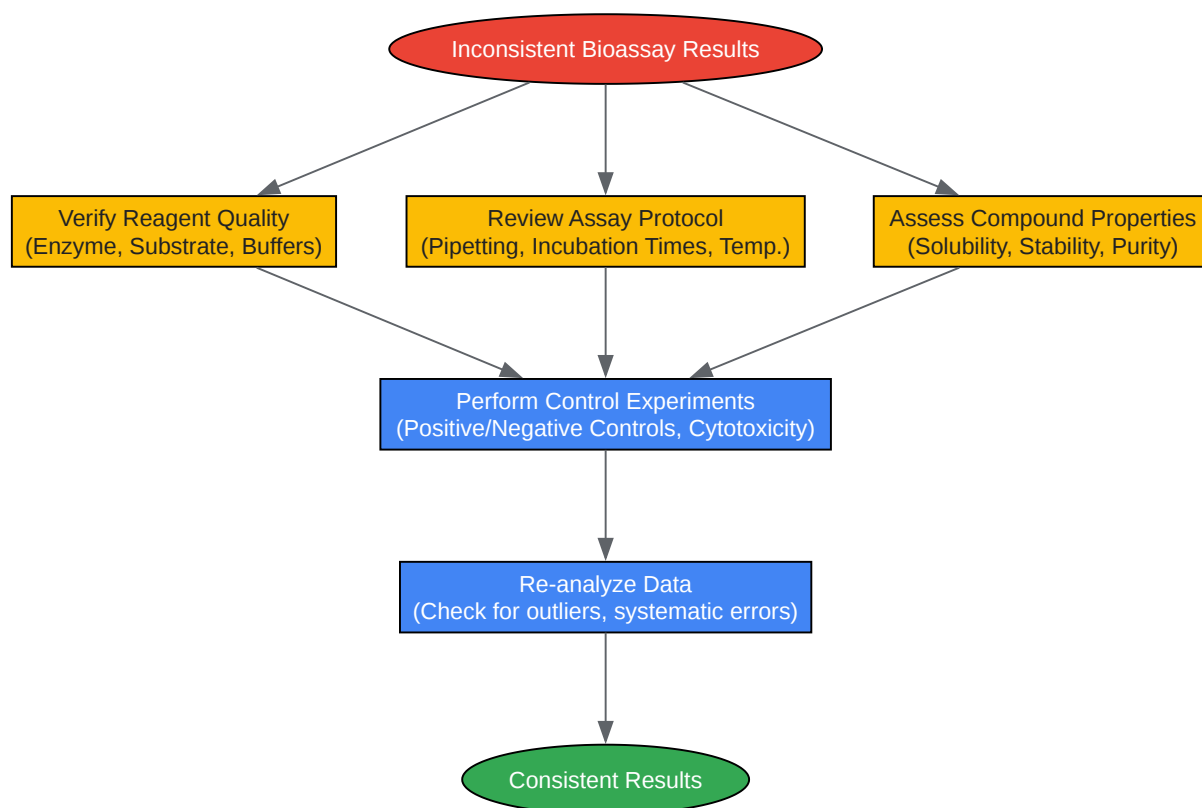 Inconsistent Bioassay Results
Verify Reagent Quality
(Enzyme, Substrate, Buffers)
Review Assay Protocol
(Pipetting, Incubation Times, Temp.)
Assess Compound Properties
(Solubility, Stability, Purity)
Perform Control Experiments
(Positive/Negative Controls, Cytotoxicity)
Re-analyze Data
(Check for outliers, systematic errors)
Consistent Results